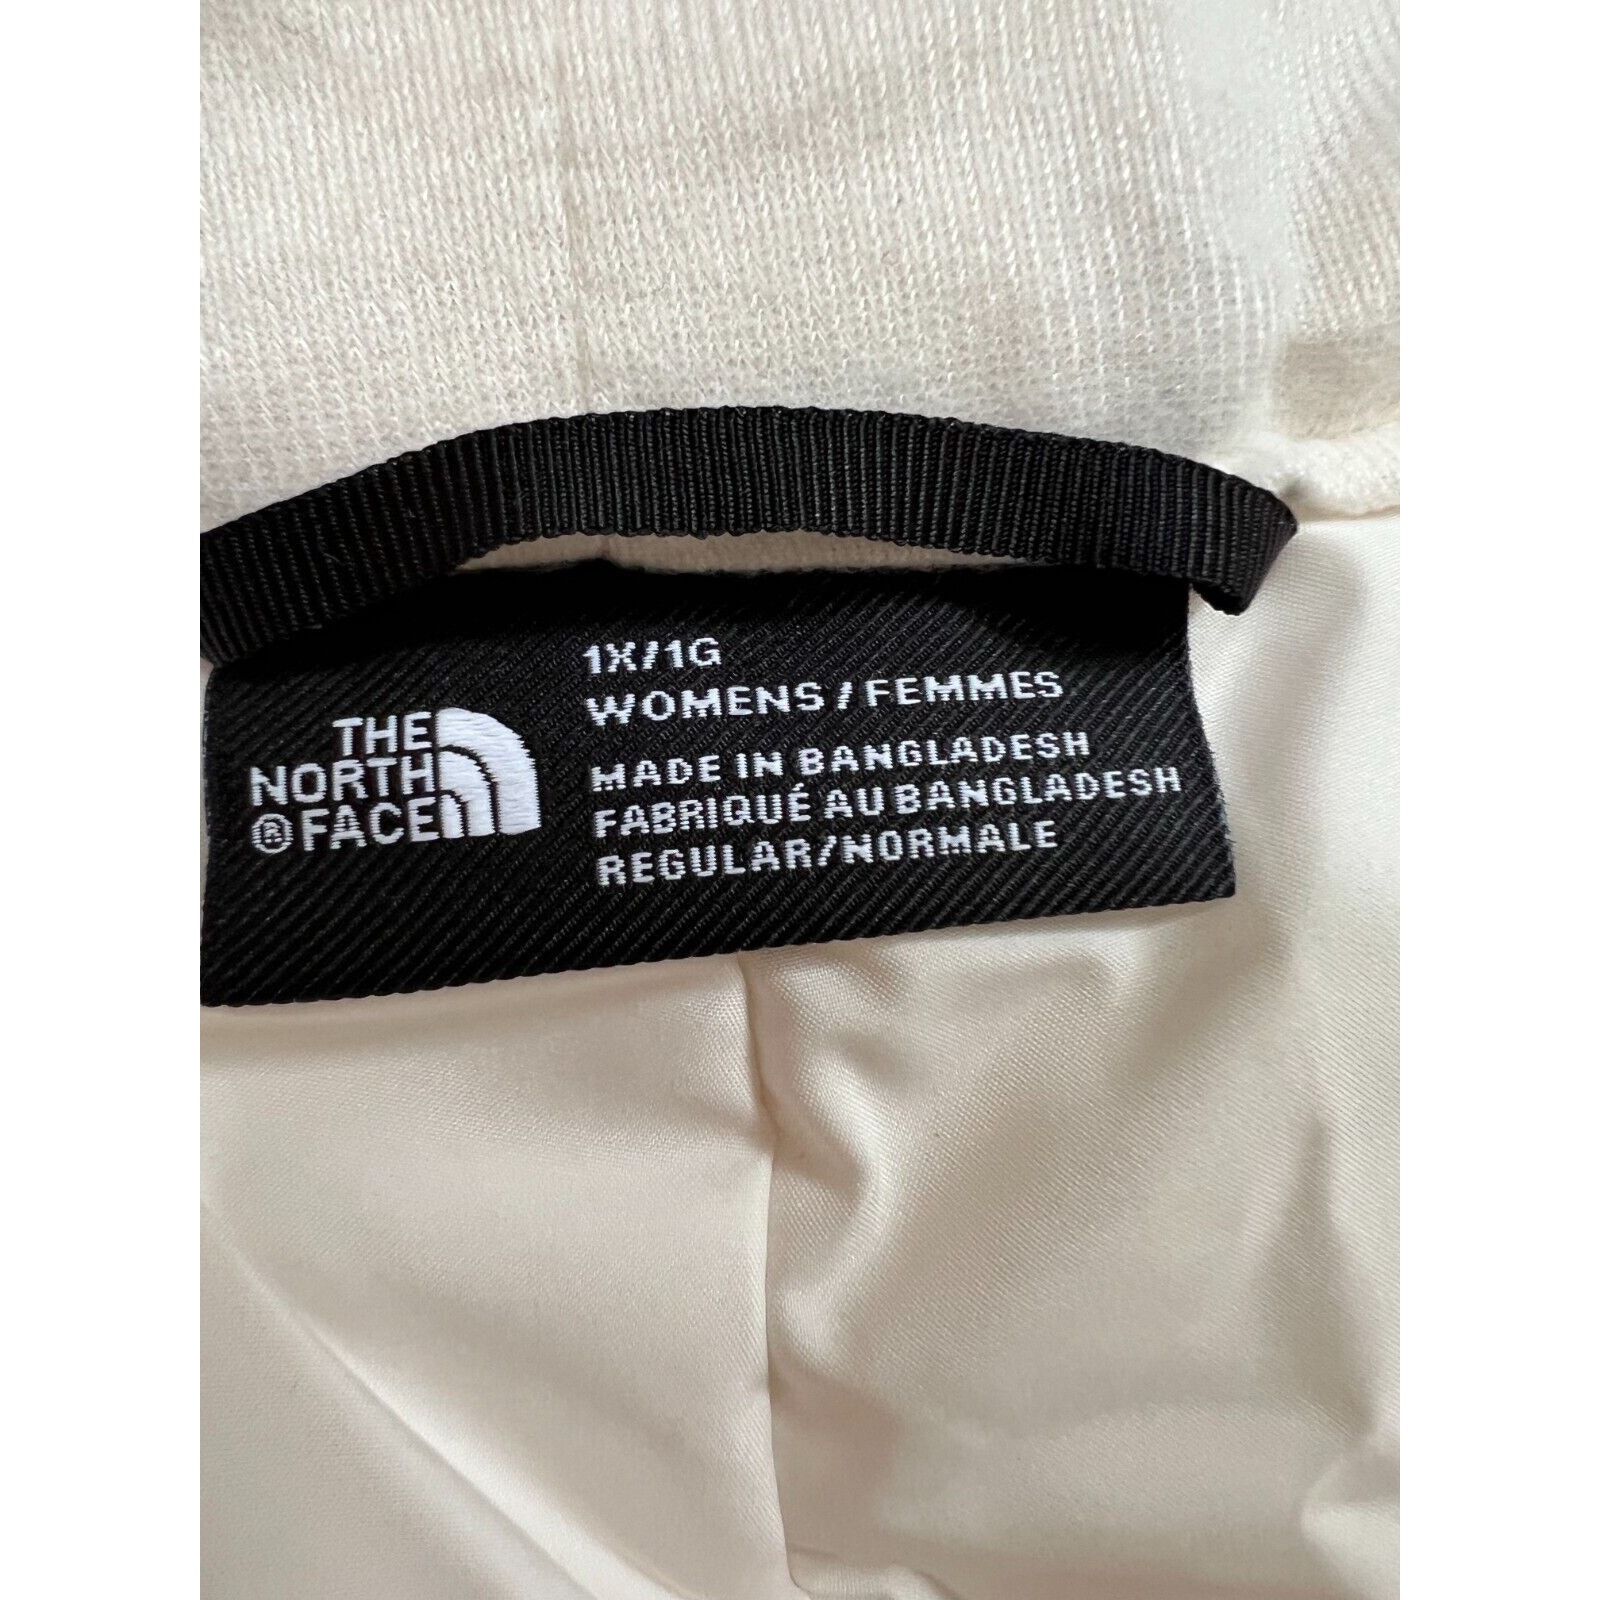 THE
NORTH
® FACE
1X/1G
WOMENS / FEMMES
MADE IN BANGLADESH
FABRIQUÉ AU BANGLADESH
REGULAR/NORMALE